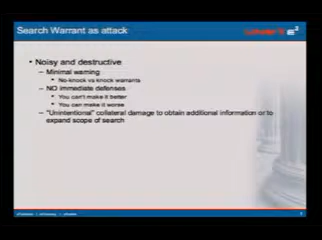 Search Warrant as attack
• Noisy and destructive
– Minimal warning
• No-knock vs knock warrants
– NO immediate defenses
• You can't make it better
• You can make it worse
– "Unintentional" collateral damage to obtain additional information or to
expand scope of search